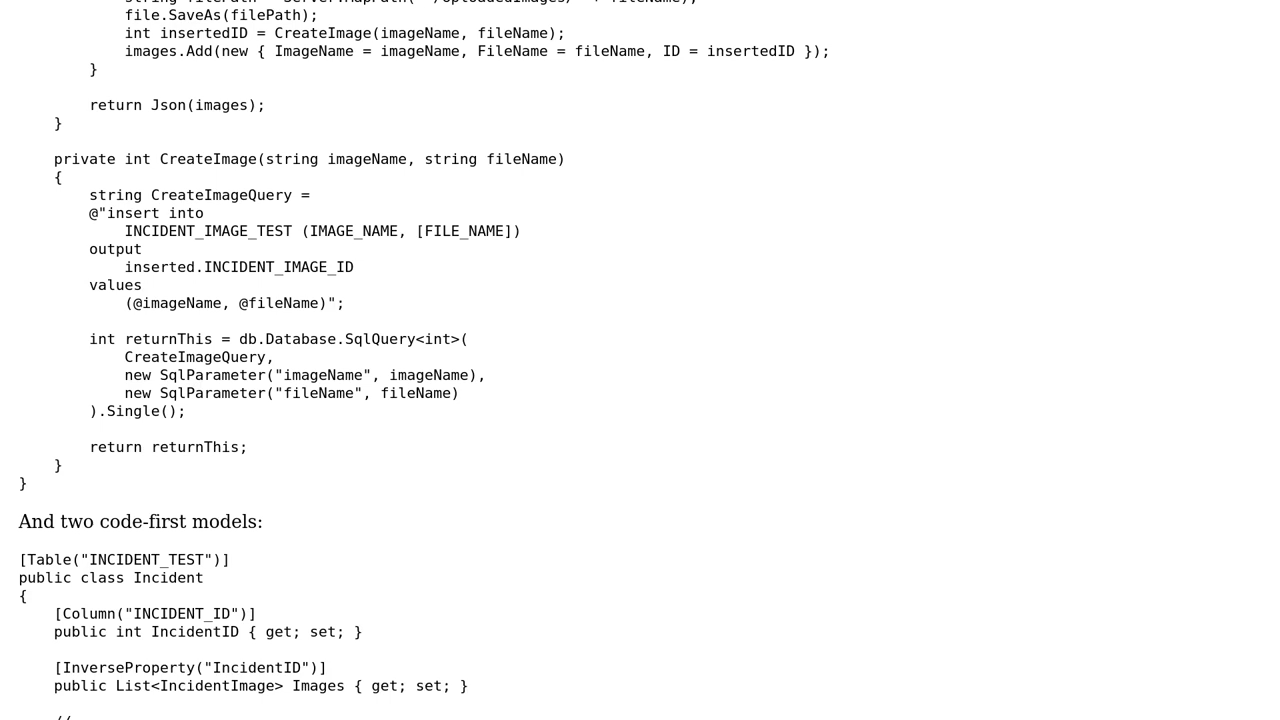 file.SaveAs(filePath);
int insertedID = CreateImage(imageName, fileName);
images.Add(new { ImageName = imageName, FileName = fileName, ID = insertedID });
}
return Json(images);
}
private int CreateImage(string imageName, string fileName)
{
string CreateImageQuery =
@"insert into
INCIDENT_IMAGE_TEST (IMAGE_NAME, [FILE_NAME])
output
inserted.INCIDENT_IMAGE_ID
values
(@imageName, @fileName)";
int returnThis = db.Database.SqlQuery<int>(
CreateImageQuery,
new SqlParameter("imageName", imageName),
new SqlParameter("fileName", fileName)
).Single();
return returnThis;
}
}
And two code-first models:
[Table("INCIDENT_TEST")]
public class Incident
{
[Column("INCIDENT_ID")]
public int IncidentID { get; set; }
[InverseProperty("IncidentID")]
public List<IncidentImage> Images { get; set; }